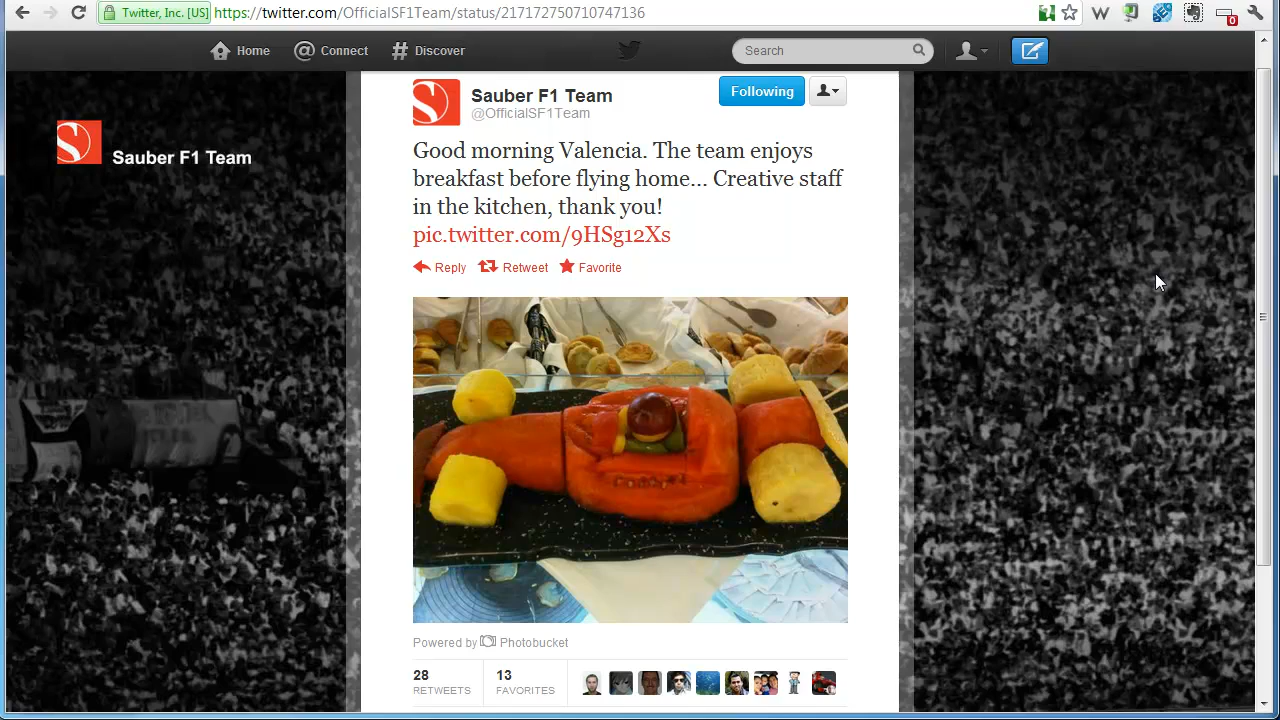 Twitter, Inc. [US] https://twitter.com/OfficialSF1Team/status/217172750710747136
W
0
Home
Connect
Discover
Search
Sauber F1 Team
Sauber F1 Team
@OfficialSF1Team
Following
Good morning Valencia. The team enjoys
breakfast before flying home... Creative staff
in the kitchen, thank you!
pic.twitter.com/9HSg12Xs
Reply
Retweet
Favorite
Powered by Photobucket
28
RETWEETS
13
FAVORITES